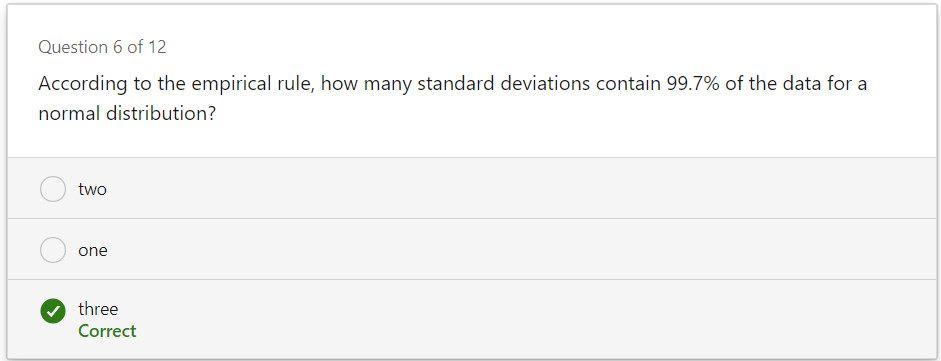 Question 6 of 12
According to the empirical rule, how many standard deviations contain 99.7% of the data for a
normal distribution?
two
one
three
Correct